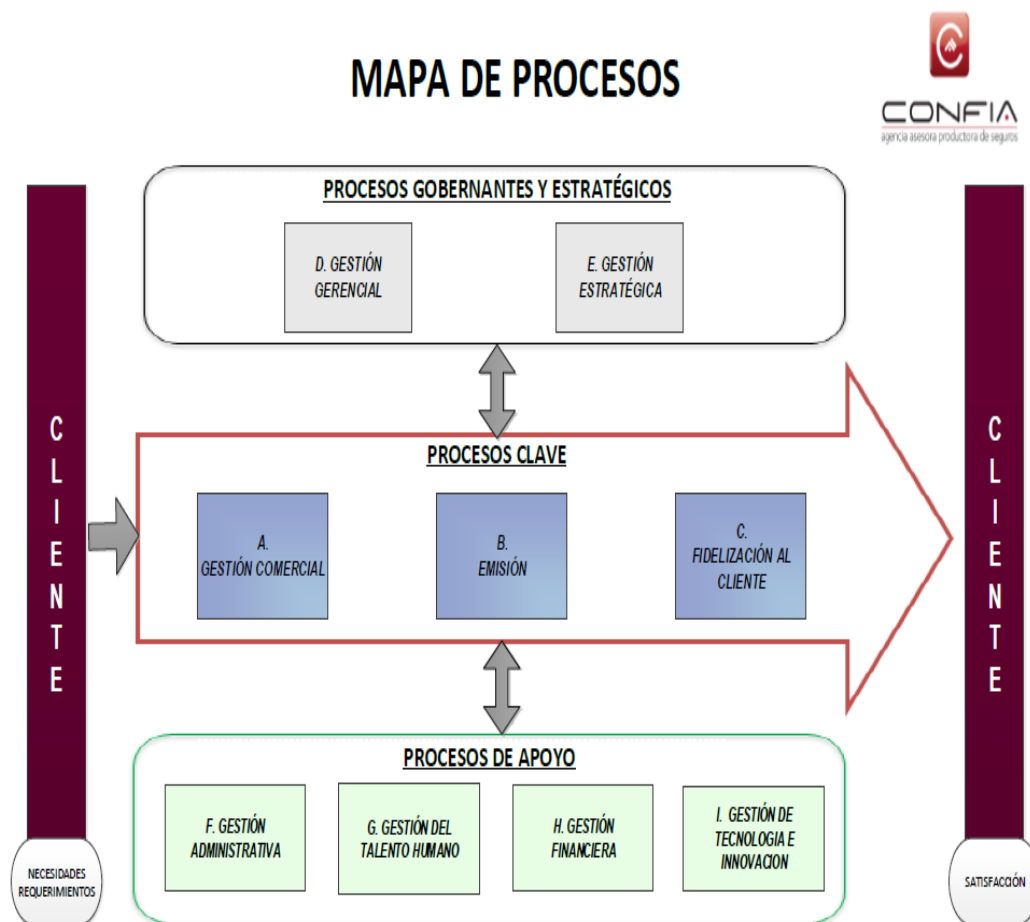 MAPA DE PROCESOS
CONFIA
agencia asesora productora de seguros
PROCESOS GOBERNANTES Y ESTRATÉGICOS
D. GESTIÓN
GERENCIAL
E. GESTIÓN
ESTRATÉGICA
CLIENTE
PROCESOS CLAVE
A.
GESTIÓN COMERCIAL
B.
EMISIÓN
C.
FIDELIZACIÓN AL
CLIENTE
CLIENTE
PROCESOS DE APOYO
F. GESTIÓN
ADMINISTRATIVA
G. GESTIÓN DEL
TALENTO HUMANO
H. GESTIÓN
FINANCIERA
I. GESTIÓN DE
TECNOLOGIA E
INNOVACION
NECESIDADES
REQUERIMIENTOS
SATISFACCIÓN